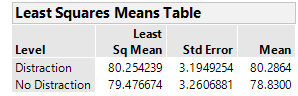 Least Squares Means Table
Least
Level Sq Mean Std Error Mean
Distraction 80.254239 3.1949254 80.2864
No Distraction 79.476674 3.2606881 78.8300